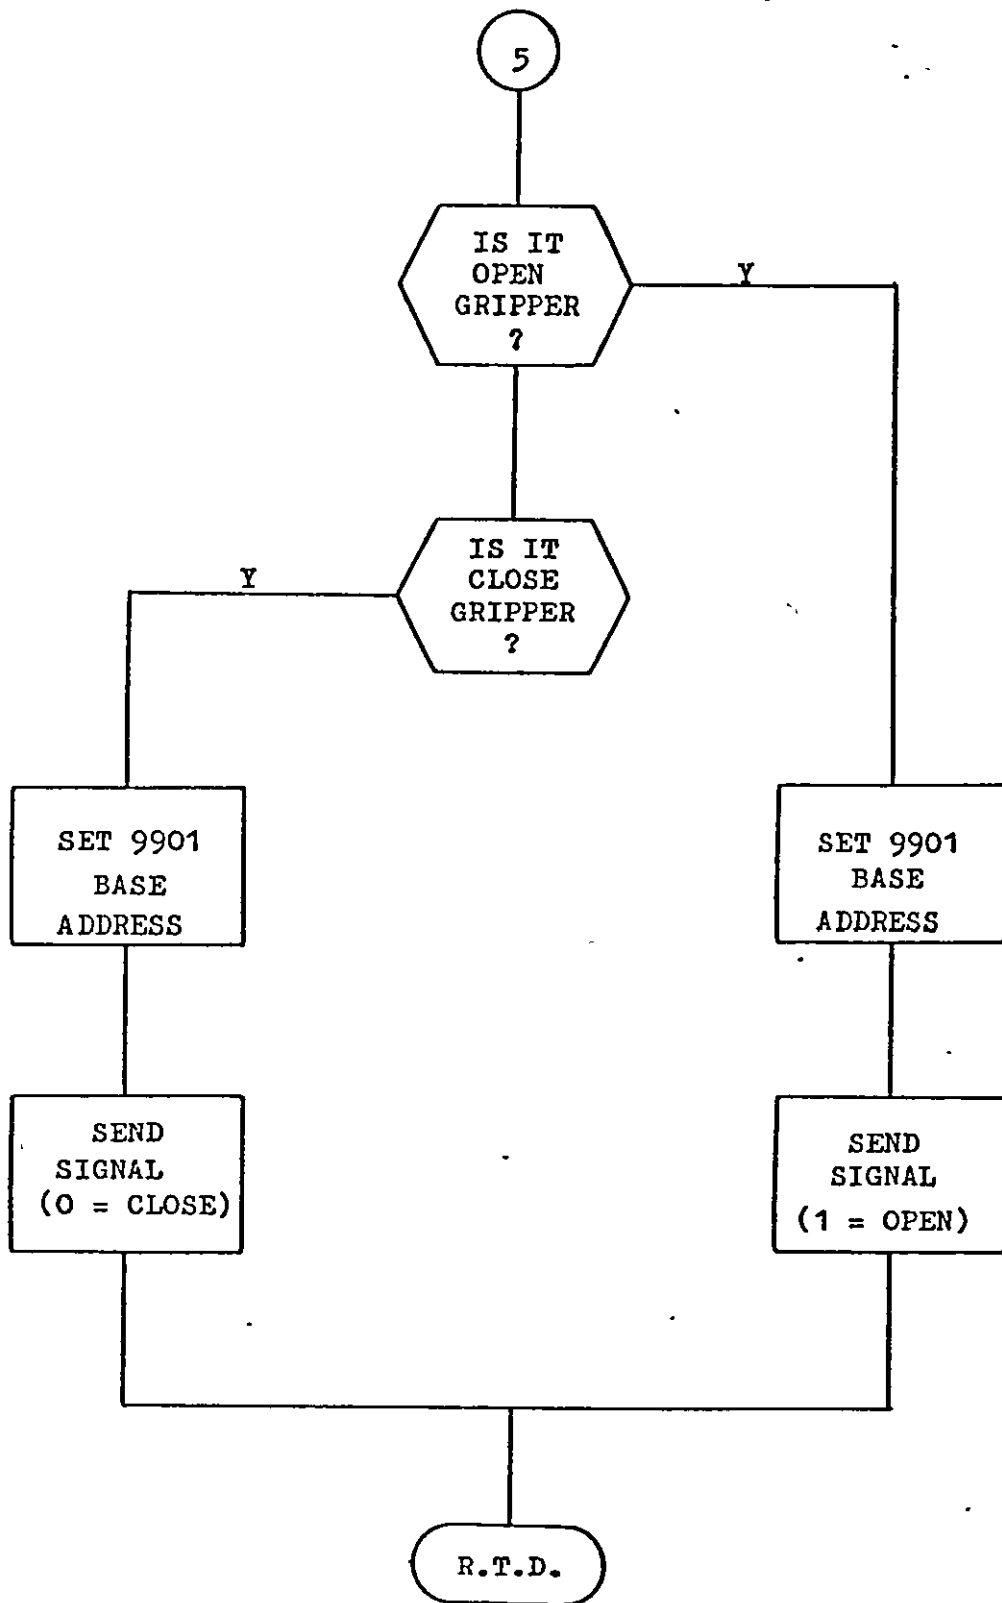 5
IS IT
OPEN
GRIPPER
?
Y
IS IT
CLOSE
GRIPPER
?
Y
SET 9901
BASE
ADDRESS
SET 9901
BASE
ADDRESS
SEND
SIGNAL
(0 = CLOSE)
SEND
SIGNAL
(1 = OPEN)
R.T.D.